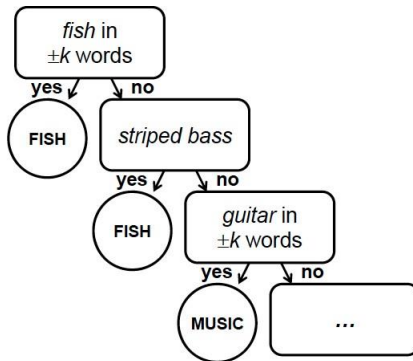 fish in
±k words
yes
no
FISH
striped bass
yes
no
FISH
guitar in
±k words
yes
no
MUSIC
...